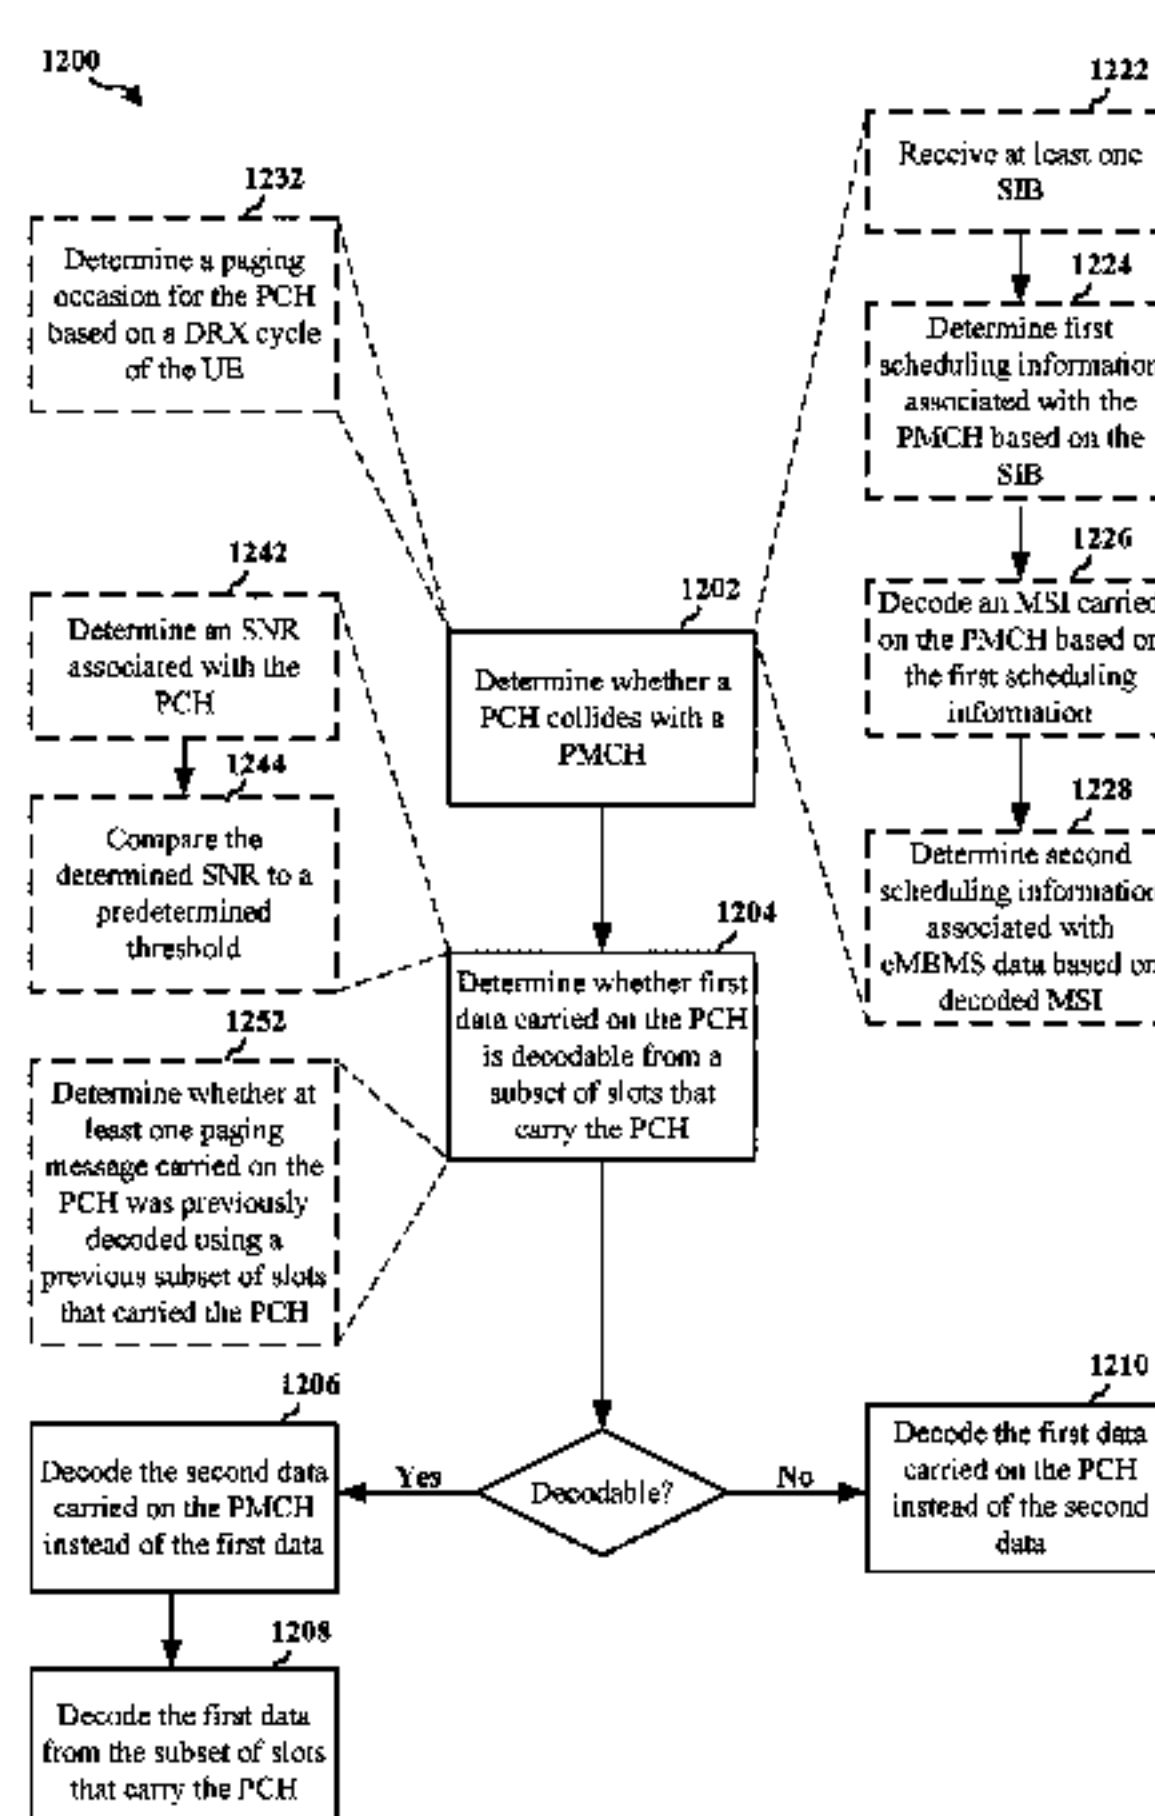 1200
1232
Determine a paging
occasion for the PCH
based on a DRX cycle
of the UE
1242
Determine an SNR
associated with the
PCH
1244
Compare the
determined SNR to a
predetermined
threshold
1252
Determine whether at
least one paging
message carried on the
PCH was previously
decoded using a
previous subset of slots
that carried the PCH
1202
Determine whether a
PCH collides with a
PMCH
1204
Determine whether first
data carried on the PCH
is decodable from a
subset of slots that
carry the PCH
1222
Receive at least one
SIB
1224
Determine first
scheduling information
associated with the
PMCH based on the
SIB
1226
Decode an MSI carried
on the PMCH based on
the first scheduling
information
1228
Determine second
scheduling information
associated with
eMBMS data based on
decoded MSI
Decodable?
Yes
No
1206
Decode the second data
carried on the PMCH
instead of the first data
1208
Decode the first data
from the subset of slots
that carry the PCH
1210
Decode the first data
carried on the PCH
instead of the second
data